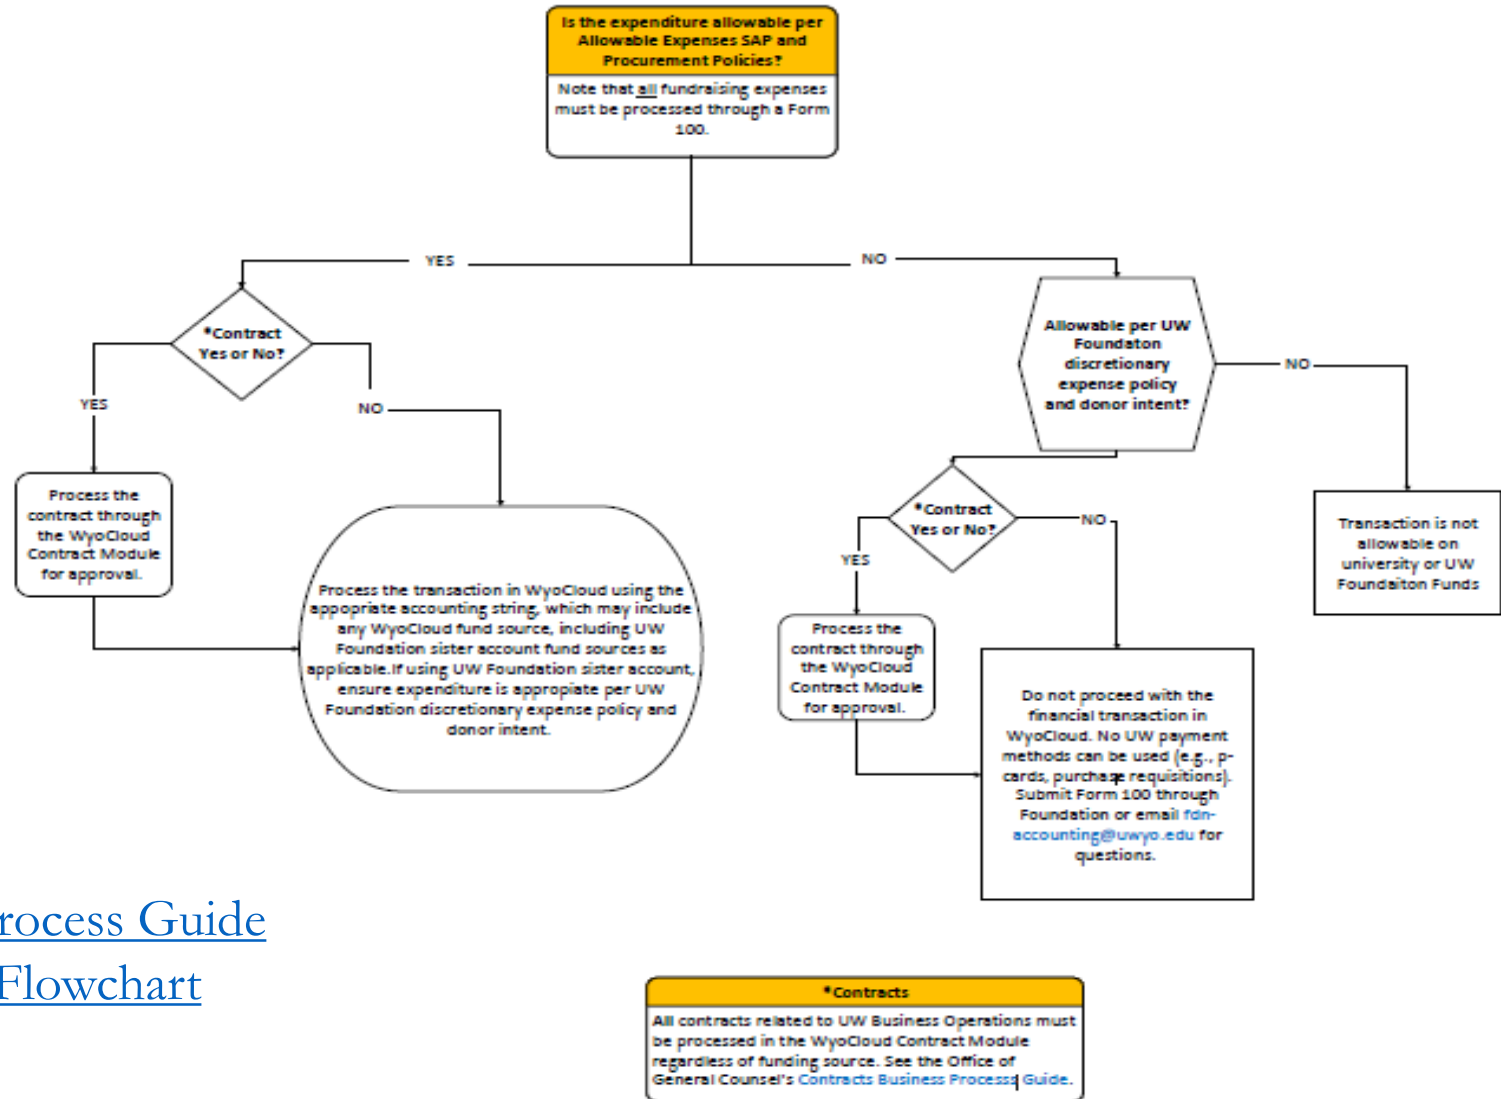 Is the expenditure allowable per
Allowable Expenses SAP and
Procurement Policies?
Note that all fundraising expenses
must be processed through a Form
100.
YES
NO
*Contract
Yes or No?
YES
NO
Process the
contract through
the WyoCloud
Contract Module
for approval.
Process the transaction in WyoCloud using the
appopriate accounting string, which may include
any WyoCloud fund source, including UW
Foundation sister account fund sources as
applicable.If using UW Foundation sister account,
ensure expenditure is appropiate per UW
Foundation discretionary expense policy and
donor intent.
Allowable per UW
Foundaton
discretionary
expense policy
and donor intent?
NO
*Contract
Yes or No?
YES
NO
Process the
contract through
the WyoCloud
Contract Module
for approval.
Transaction is not
allowable on
university or UW
Foundaiton Funds
Do not proceed with the
financial transaction in
WyoCloud. No UW payment
methods can be used (e.g., p-
cards, purchase requisitions).
Submit Form 100 through
Foundation or email fdn-
accounting@uwyo.edu for
questions.
rocess Guide
Flowchart
*Contracts
All contracts related to UW Business Operations must
be processed in the WyoCloud Contract Module
regardless of funding source. See the Office of
General Counsel's Contracts Business Processs Guide.